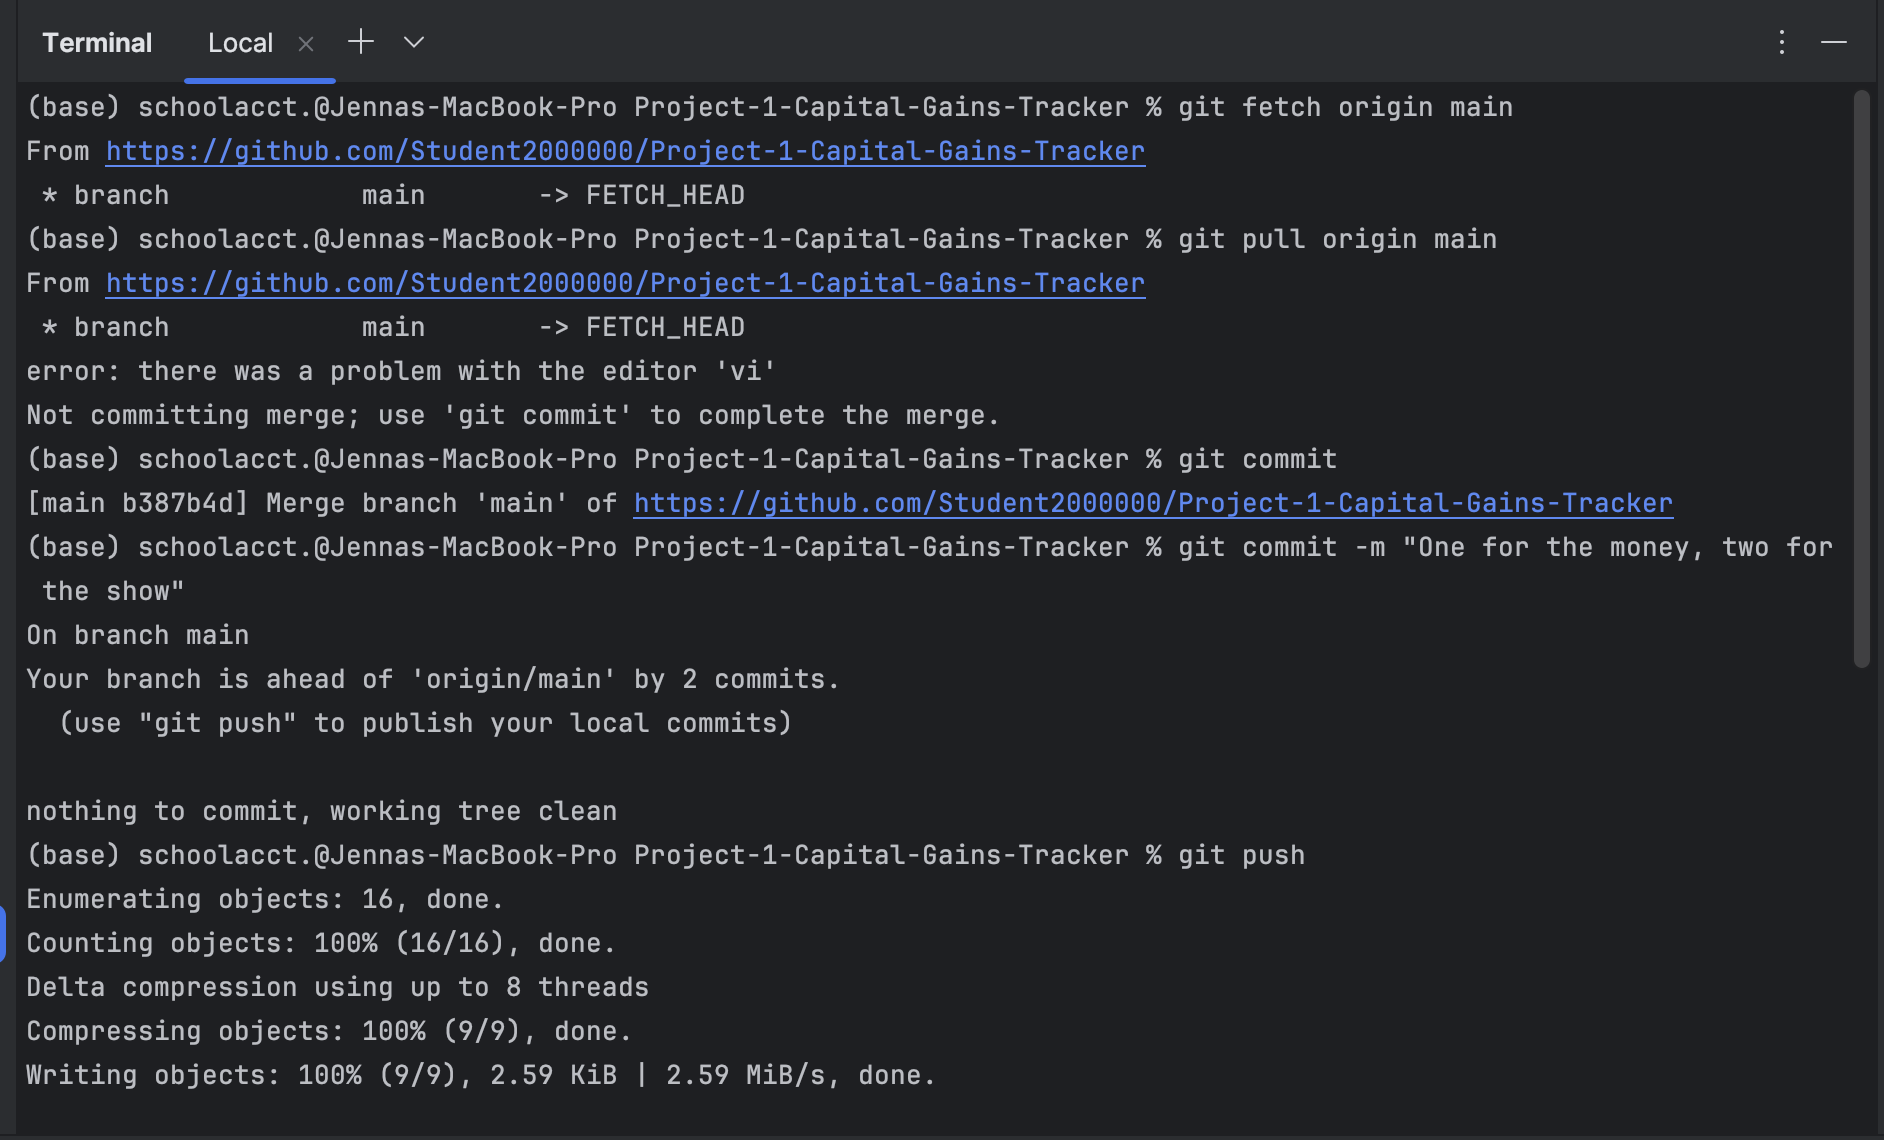 Terminal Local
(base) schoolacct.@Jennas-MacBook-Pro Project-1-Capital-Gains-Tracker % git fetch origin main
From https://github.com/Student2000000/Project-1-Capital-Gains-Tracker
 * branch            main       -> FETCH_HEAD
(base) schoolacct.@Jennas-MacBook-Pro Project-1-Capital-Gains-Tracker % git pull origin main
From https://github.com/Student2000000/Project-1-Capital-Gains-Tracker
 * branch            main       -> FETCH_HEAD
error: there was a problem with the editor 'vi'
Not committing merge; use 'git commit' to complete the merge.
(base) schoolacct.@Jennas-MacBook-Pro Project-1-Capital-Gains-Tracker % git commit
[main b387b4d] Merge branch 'main' of https://github.com/Student2000000/Project-1-Capital-Gains-Tracker
(base) schoolacct.@Jennas-MacBook-Pro Project-1-Capital-Gains-Tracker % git commit -m "One for the money, two for
 the show"
On branch main
Your branch is ahead of 'origin/main' by 2 commits.
  (use "git push" to publish your local commits)

nothing to commit, working tree clean
(base) schoolacct.@Jennas-MacBook-Pro Project-1-Capital-Gains-Tracker % git push
Enumerating objects: 16, done.
Counting objects: 100% (16/16), done.
Delta compression using up to 8 threads
Compressing objects: 100% (9/9), done.
Writing objects: 100% (9/9), 2.59 KiB | 2.59 MiB/s, done.